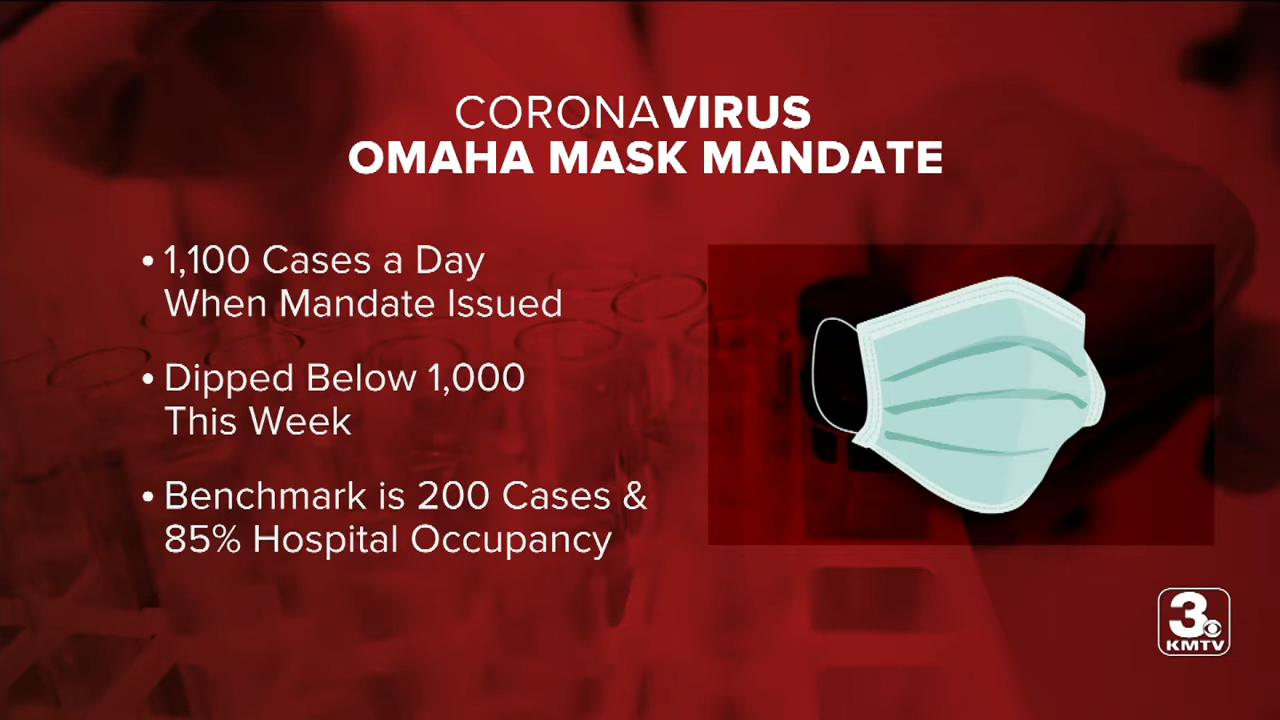 CORONAVIRUS
OMAHA MASK MANDATE
• 1,100 Cases a Day
When Mandate Issued
• Dipped Below 1,000
This Week
• Benchmark is 200 Cases &
85% Hospital Occupancy
3
KMTV